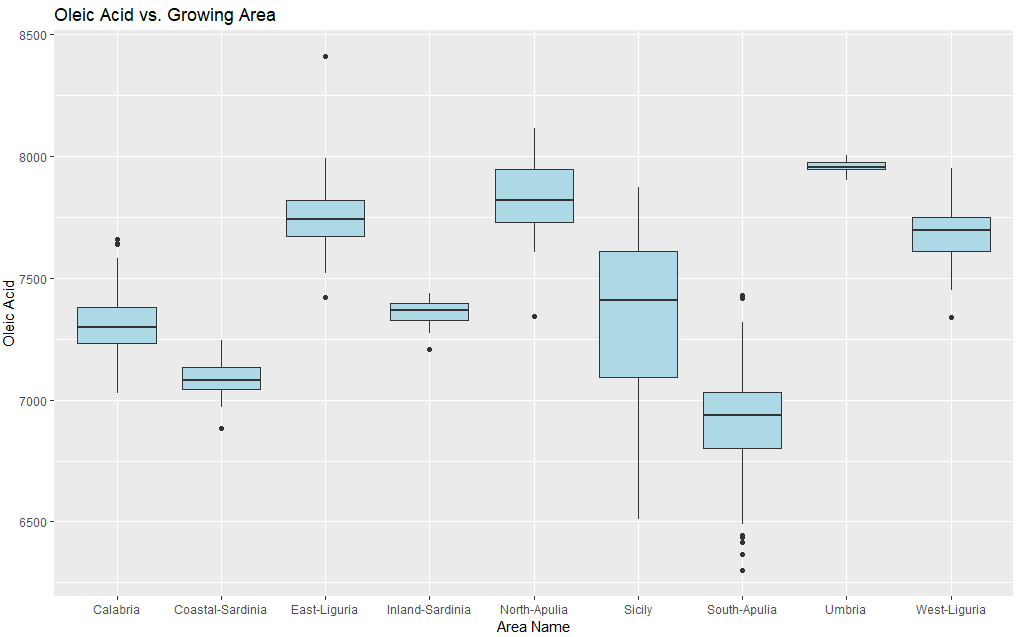 Oleic Acid vs. Growing Area
8500
8000
7500
7000
6500
Oleic Acid
Calabria Coastal-Sardinia East-Liguria Inland-Sardinia North-Apulia Sicily South-Apulia Umbria West-Liguria
Area Name